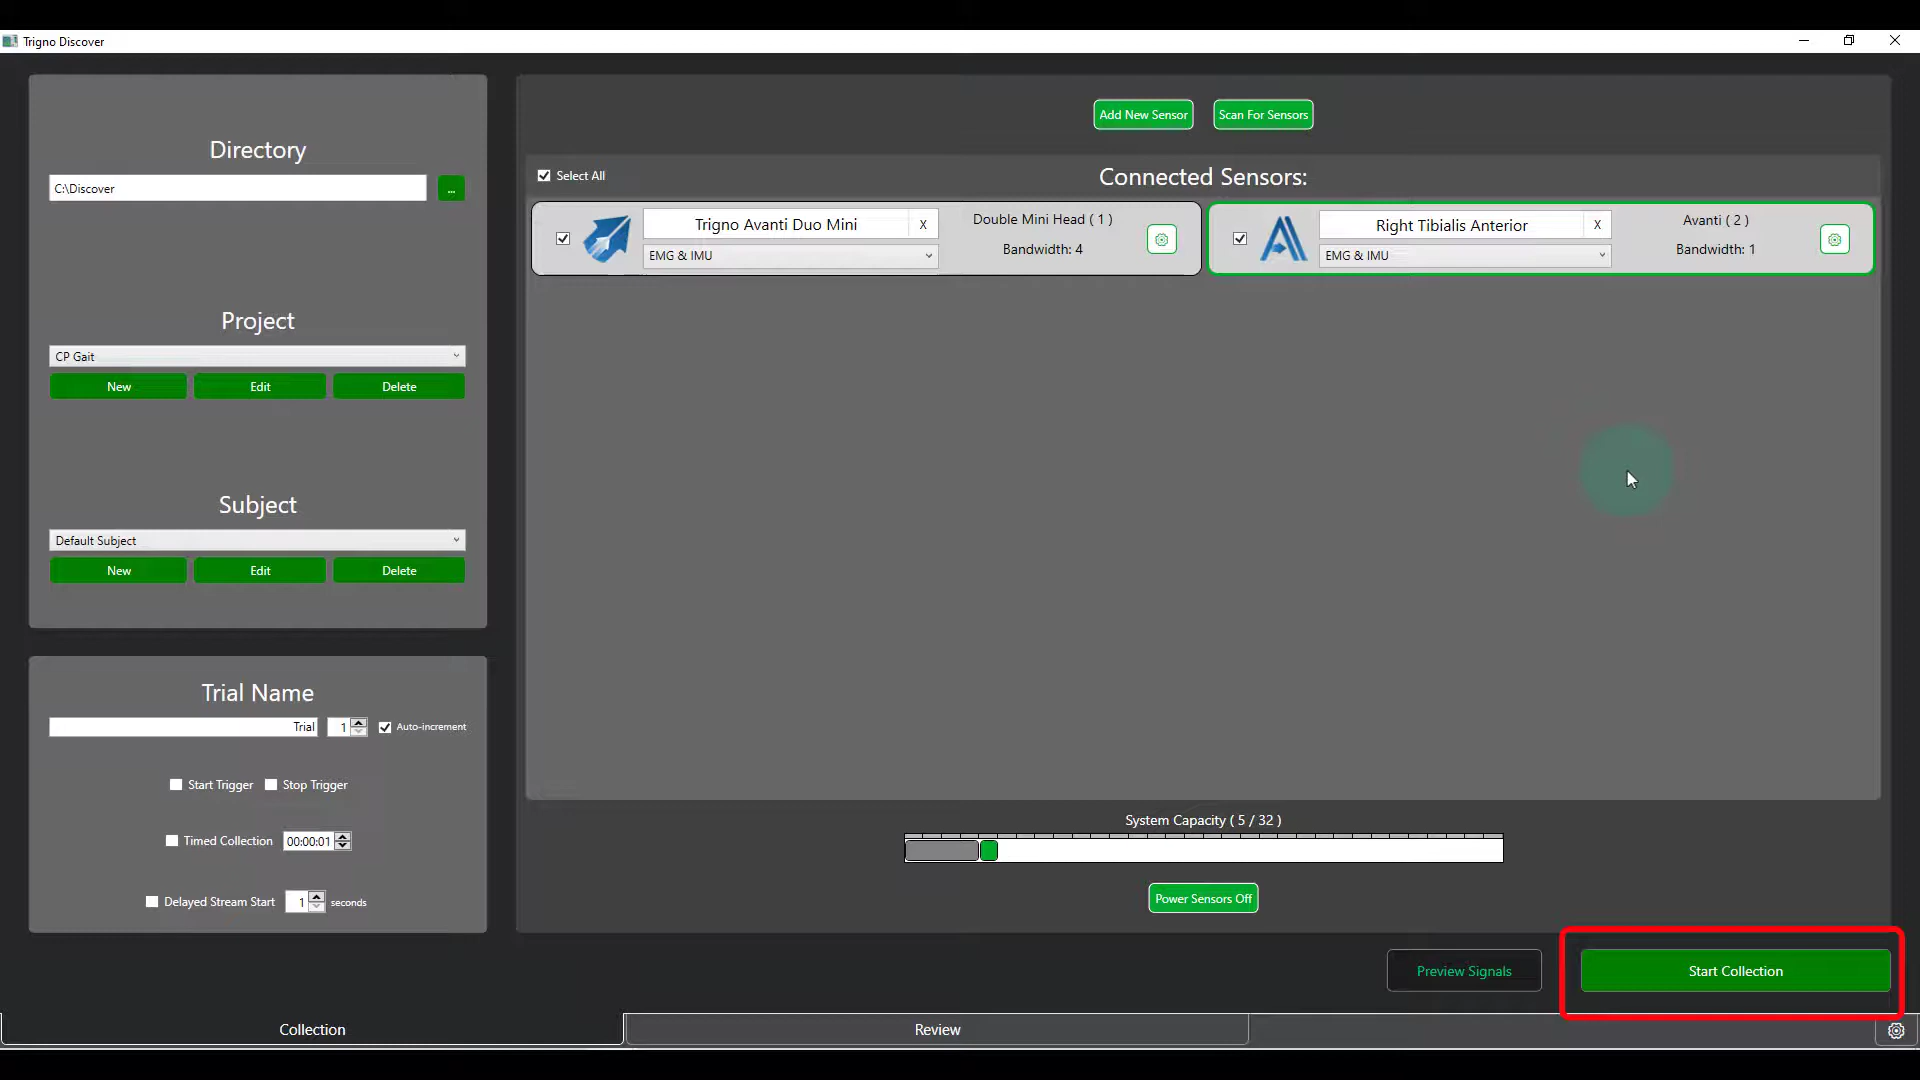 Trigno Discover
Directory
C:\Discover
...
Project
CP Gait
New
Edit
Delete
Subject
Default Subject
New
Edit
Delete
Trial Name
Trial
1
Auto-increment
Start Trigger
Stop Trigger
Timed Collection
00:00:01
Delayed Stream Start
1
seconds
Add New Sensor
Scan For Sensors
Select All
Connected Sensors:
Trigno Avanti Duo Mini
X
EMG & IMU
Double Mini Head ( 1 )
Bandwidth: 4
Right Tibialis Anterior
X
EMG & IMU
Avanti ( 2 )
Bandwidth: 1
System Capacity ( 5 / 32 )
Power Sensors Off
Preview Signals
Start Collection
Collection
Review